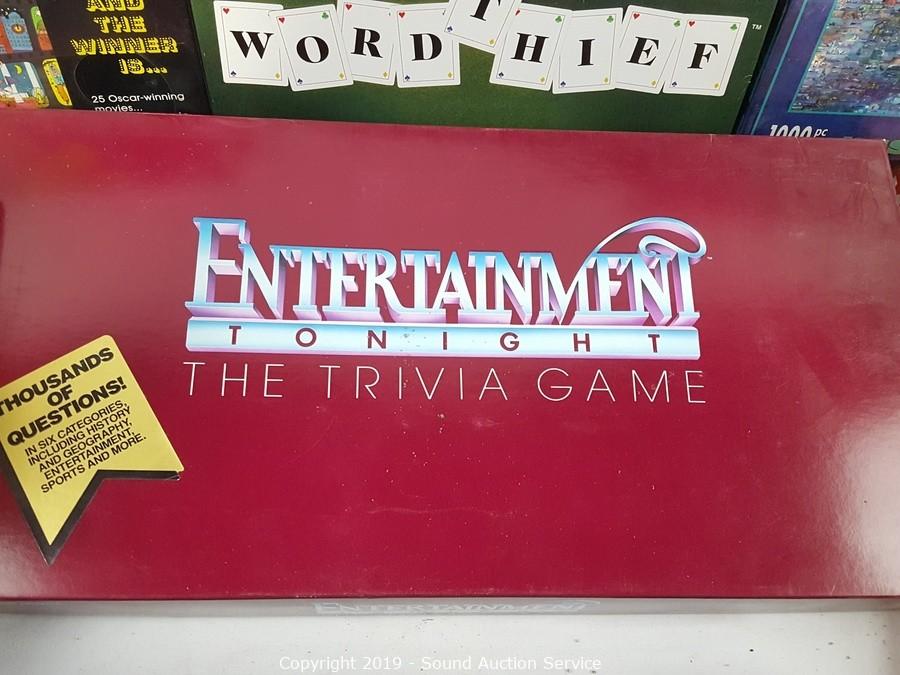 AND
THE
WINNER
IS...
25 Oscar-winning
movies...
WORD THIEF
TM
1000 pc
ENTERTAINMENT
TONIGHT
THE TRIVIA GAME
THOUSANDS
OF
QUESTIONS!
IN SIX CATEGORIES,
INCLUDING HISTORY
AND GEOGRAPHY,
ENTERTAINMENT,
SPORTS AND MORE.
ENTERTAINMENT
Copyright 2019 - Sound Auction Service